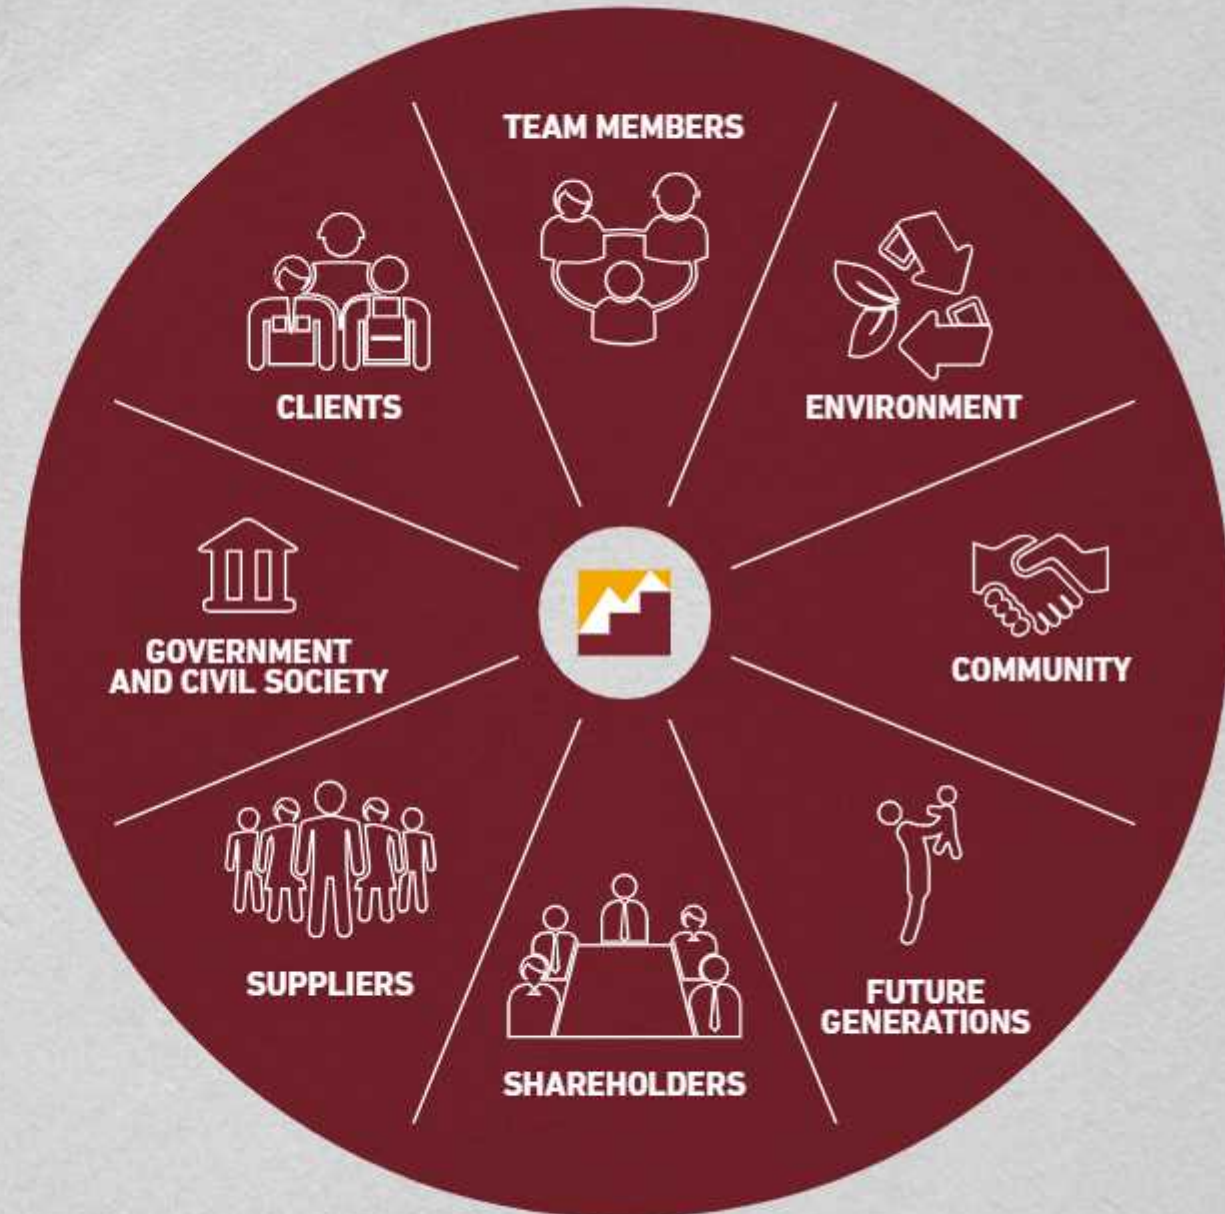 TEAM MEMBERS
ENVIRONMENT
COMMUNITY
FUTURE
GENERATIONS
SHAREHOLDERS
SUPPLIERS
GOVERNMENT
AND CIVIL SOCIETY
CLIENTS